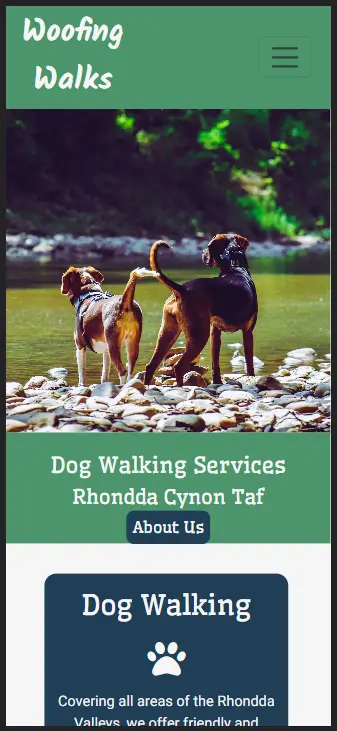 Woofing
Walks
Dog Walking Services
Rhondda Cynon Taf
About Us
Dog Walking
Covering all areas of the Rhondda
Valleys, we offer friendly and